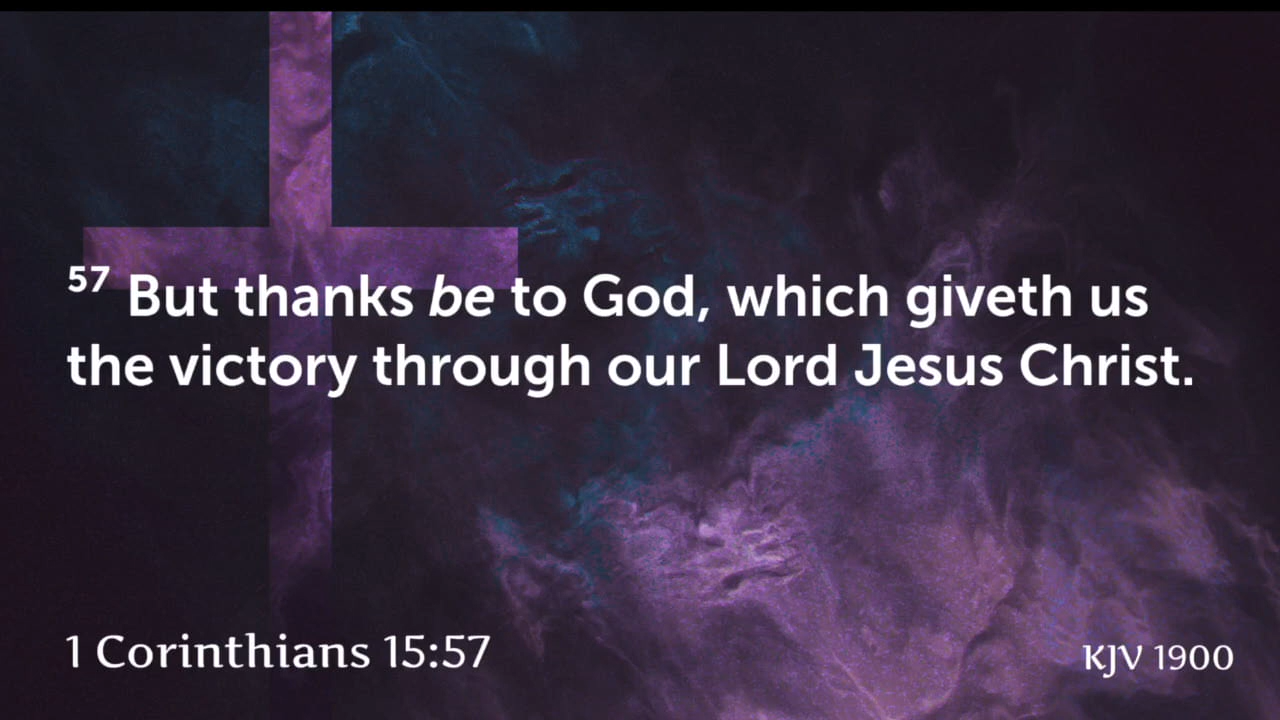 57 But thanks be to God, which giveth us
the victory through our Lord Jesus Christ.
1 Corinthians 15:57
KJV 1900